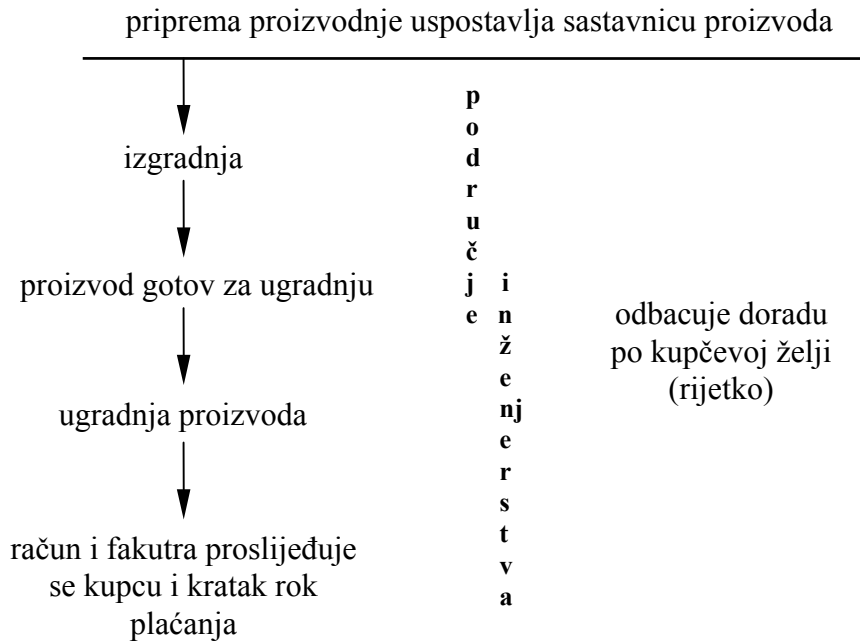 priprema proizvodnje uspostavlja sastavnicu proizvoda
izgradnja
proizvod gotov za ugradnju
ugradnja proizvoda
račun i fakutra proslijeđuje
se kupcu i kratak rok
plaćanja
područje
inženjerstva
odbacuje doradu
po kupčevoj želji
(rijetko)